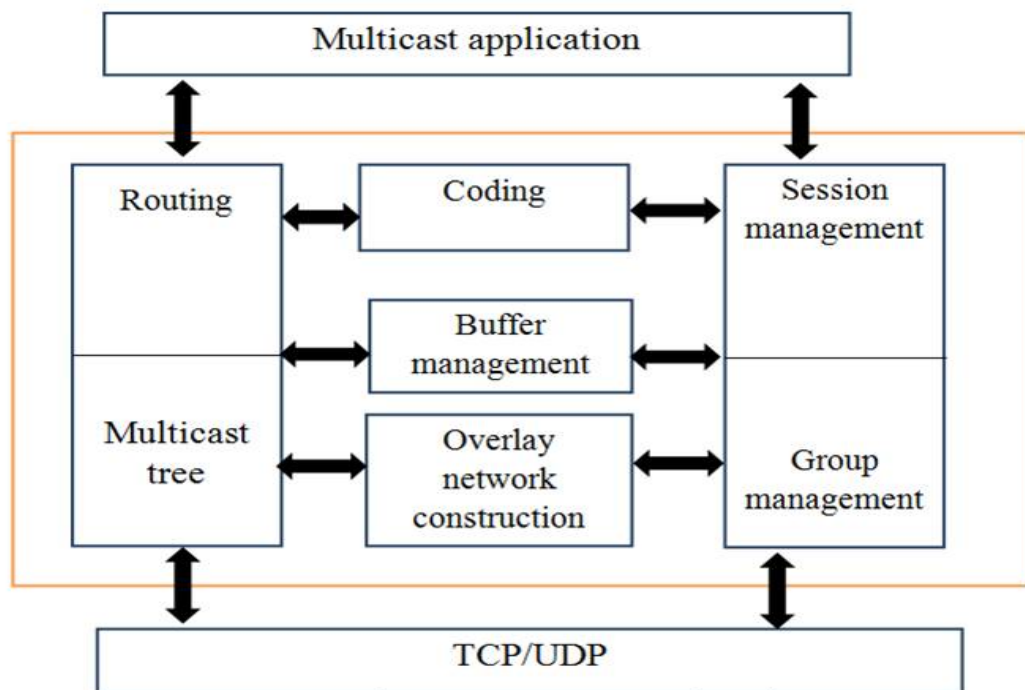 Multicast application
Routing
Coding
Session
management
Buffer
management
Multicast
tree
Overlay
network
construction
Group
management
TCP/UDP